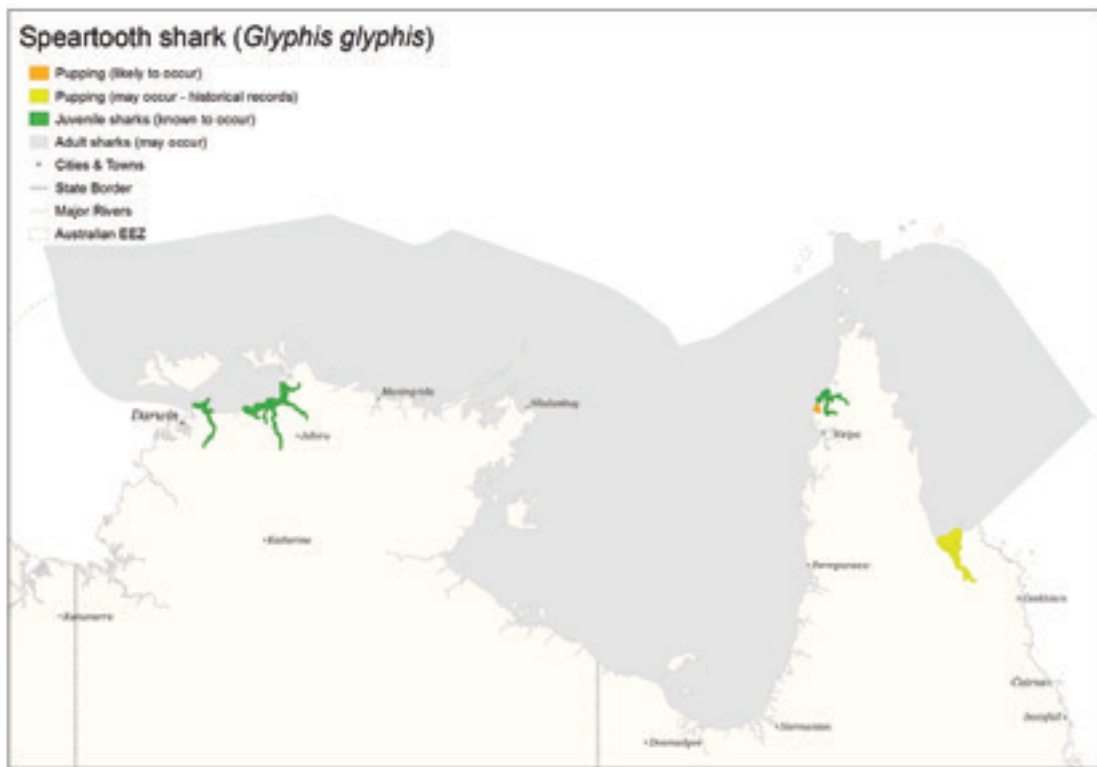 Speartooth shark (Glyphis glyphis)
Pupping (likely to occur)
Pupping (may occur - historical records)
Juvenile sharks (known to occur)
Adult sharks (may occur)
Cities & Towns
State Border
Major Rivers
Australian EEZ
Maningrida
Nhulunbuy
Darwin
Jabiru
Weipa
Katherine
Pormpuraaw
Kununurra
Cooktown
Cairns
Innisfail
Normanton
Doomadgee